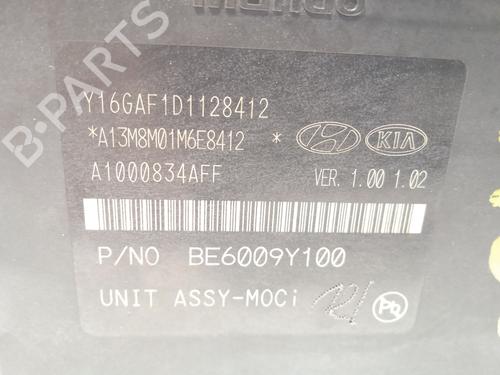 Y16GAF1D1128412
*A13M8M01M6E8412 *
KIA
A1000834AFF
VER. 1.00 1.02
P/NO BE6009Y100
UNIT ASSY-MOCi
B-PARTS